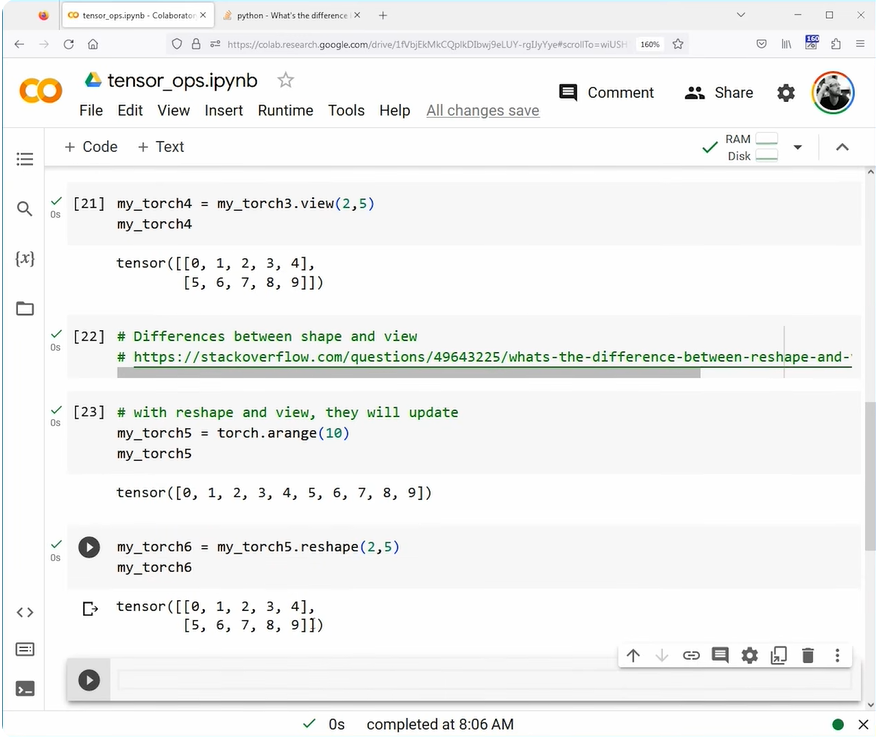 tensor_ops.ipynb - Colaborator
python - What's the difference
https://colab.research.google.com/drive/1fVbjEkMkCQplkDIbwj9eLUY-rgIJyYye#scrollTo=wiUSH
160%
160
CO
tensor_ops.ipynb
Comment
Share
File Edit View Insert Runtime Tools Help All changes save
+ Code + Text
RAM
Disk
0s
[21] my_torch4 = my_torch3.view(2,5)
my_torch4
tensor([[0, 1, 2, 3, 4],
[5, 6, 7, 8, 9]])
{x}
0s
[22] # Differences between shape and view
# https://stackoverflow.com/questions/49643225/whats-the-difference-between-reshape-and-
0s
[23] # with reshape and view, they will update
my_torch5 = torch.arange(10)
my_torch5
tensor([0, 1, 2, 3, 4, 5, 6, 7, 8, 9])
0s
my_torch6 = my_torch5.reshape(2,5)
my_torch6
tensor([[0, 1, 2, 3, 4],
[5, 6, 7, 8, 9]])
0s completed at 8:06 AM